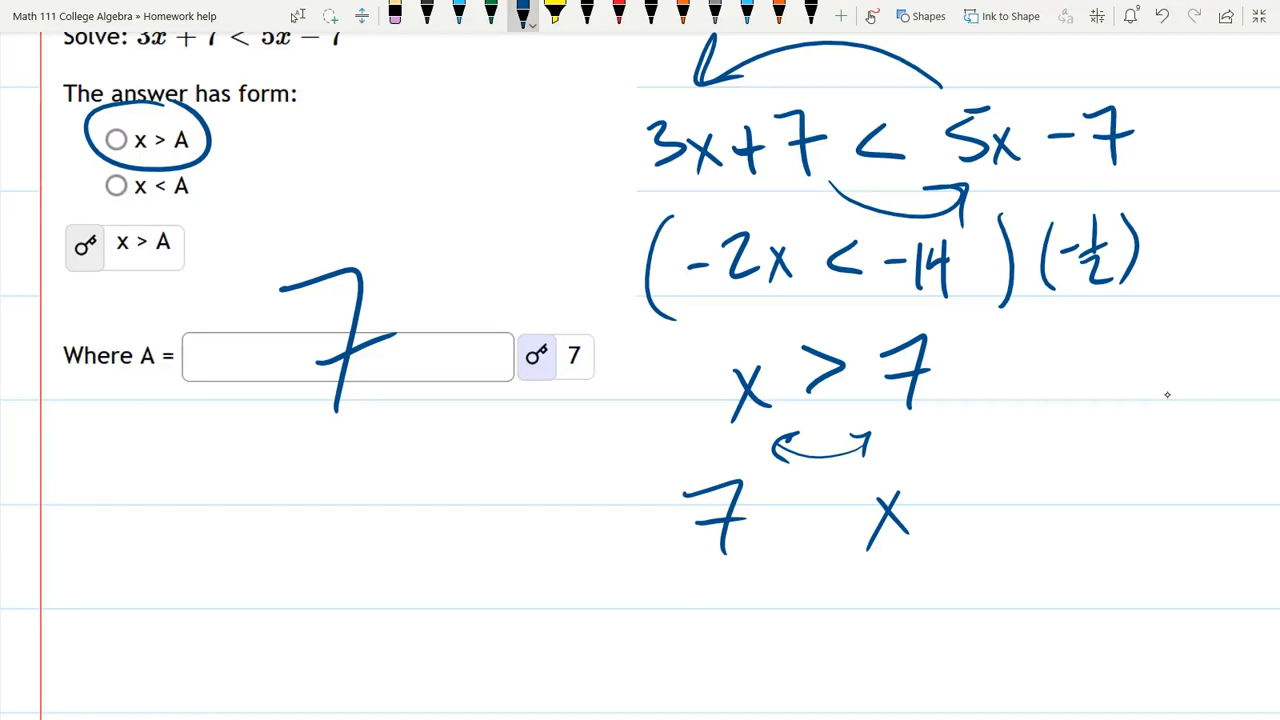 Math 111 College Algebra » Homework help
Shapes
Ink to Shape
Solve: 3x + 7 < 5x − 7
The answer has form:
x > A
x < A
x > A
Where A = 7
7
3x + 7 < 5x - 7
(-2x < -14)(-1/2)
x > 7
7 x